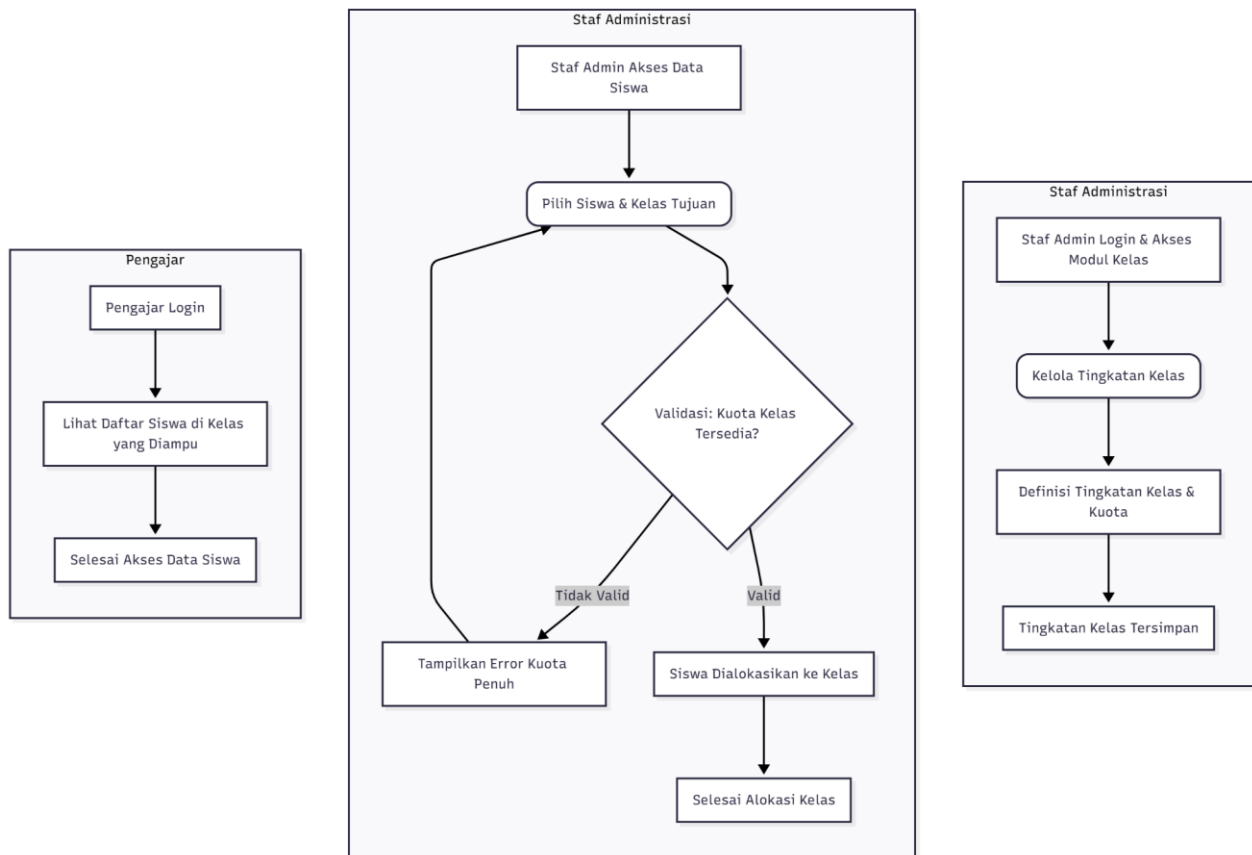 Pengajar
Pengajar Login
Lihat Daftar Siswa di Kelas
yang Diampu
Selesai Akses Data Siswa
Staf Administrasi
Staf Admin Akses Data
Siswa
Pilih Siswa & Kelas Tujuan
Validasi: Kuota Kelas
Tersedia?
Tidak Valid
Valid
Tampilkan Error Kuota
Penuh
Siswa Dialokasikan ke Kelas
Selesai Alokasi Kelas
Staf Administrasi
Staf Admin Login & Akses
Modul Kelas
Kelola Tingkatan Kelas
Definisi Tingkatan Kelas &
Kuota
Tingkatan Kelas Tersimpan